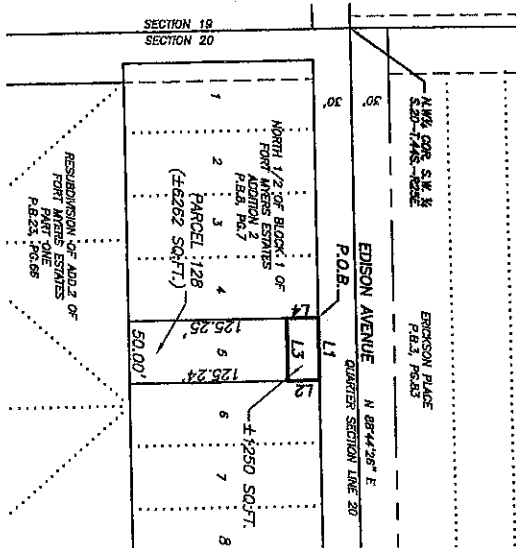 SECTION 19
SECTION 20
N.W¼ COR. S.W. ¼
S.20-T.44S.-R25E.
30'
30'
ERICKSON PLACE
P.B.3, PG.83
EDISON AVENUE
N 88°44'26" E
QUARTER SECTION LINE 20
P.O.B.
L1
L4
L3
L2
NORTH 1/2 OF BLOCK 1 OF
FORT MYERS ESTATES
ADDITION 2
P.B.8, PG.7
1
2
3
4
5
6
7
8
PARCEL 128
(±6262 SQ.FT.)
125.25'
125.24'
50.00'
±1250 SQ.FT.
RESUBDIVISION OF ADD.2 OF
FORT MYERS ESTATES
PART ONE
P.B.23, PG.66